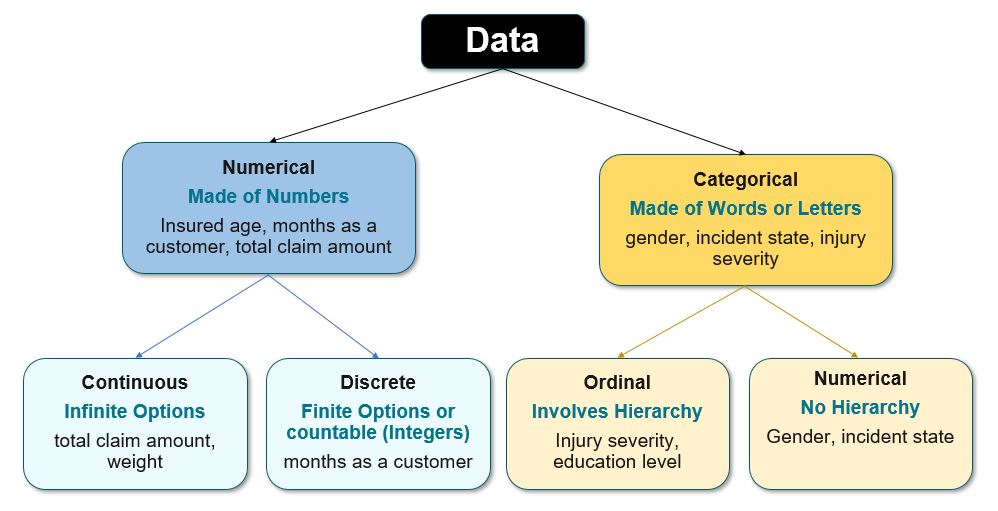 Data
Numerical
Made of Numbers
Insured age, months as a
customer, total claim amount
Categorical
Made of Words or Letters
gender, incident state, injury
severity
Continuous
Infinite Options
total claim amount,
weight
Discrete
Finite Options or
countable (Integers)
months as a customer
Ordinal
Involves Hierarchy
Injury severity,
education level
Numerical
No Hierarchy
Gender, incident state